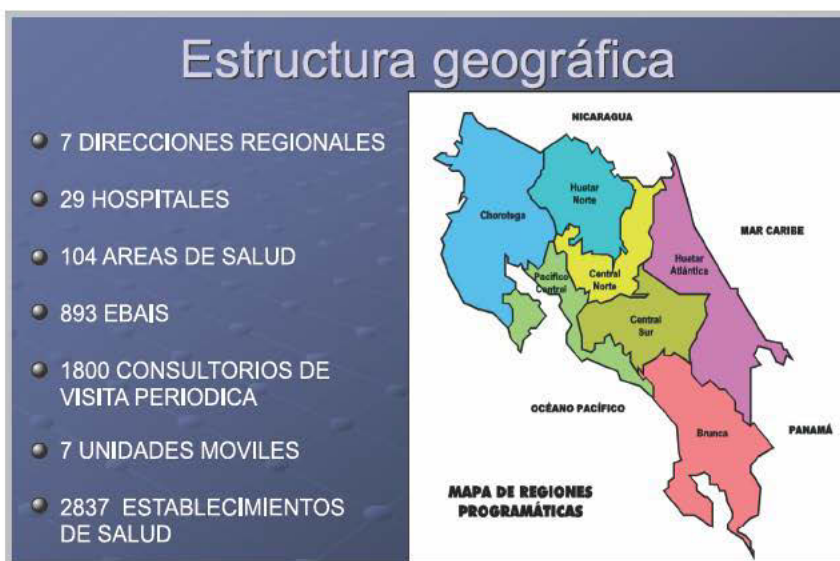 Estructura geográfica
7 DIRECCIONES REGIONALES
29 HOSPITALES
104 AREAS DE SALUD
893 EBAIS
1800 CONSULTORIOS DE
VISITA PERIODICA
7 UNIDADES MOVILES
2837 ESTABLECIMIENTOS
DE SALUD
NICARAGUA
Huetar
Norte
Chorotega
MAR CARIBE
Huetar
Atlántica
Pacífico
Central
Central
Norte
Central
Sur
OCÉANO PACÍFICO
Brunca
PANAMÁ
MAPA DE REGIONES
PROGRAMÁTICAS